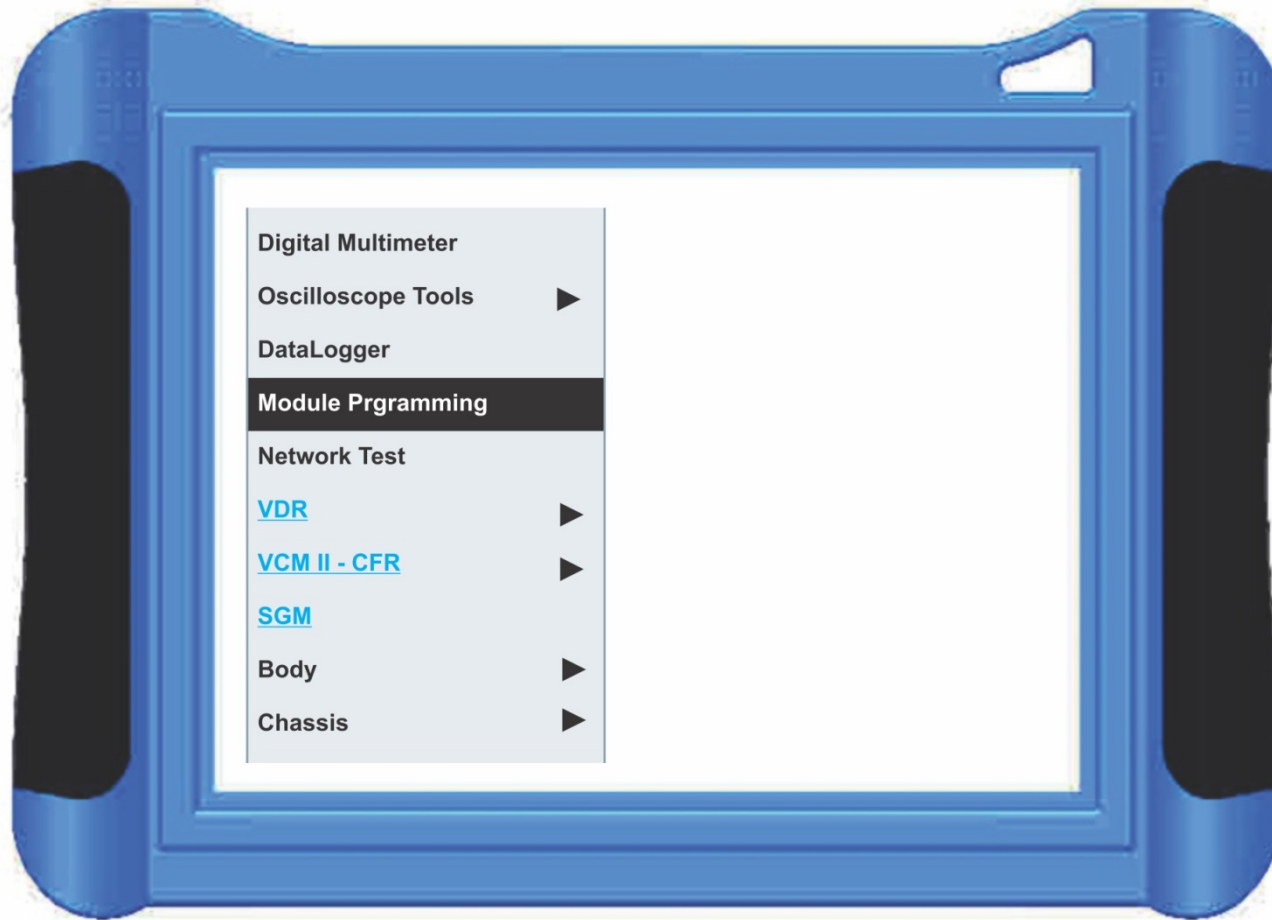 Digital Multimeter
Oscilloscope Tools
DataLogger
Module Prgramming
Network Test
VDR
VCM II - CFR
SGM
Body
Chassis